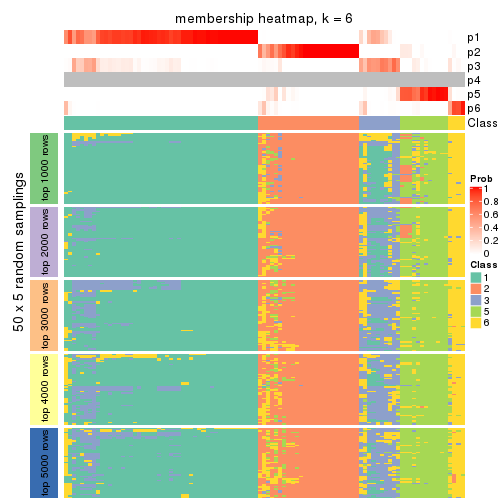 membership heatmap, k = 6
p1
p2
p3
p4
p5
p6
Class
50 x 5 random samplings
top 1000 rows
top 2000 rows
top 3000 rows
top 4000 rows
top 5000 rows
Prob
1
0.8
0.6
0.4
0.2
0
Class
1
2
3
5
6